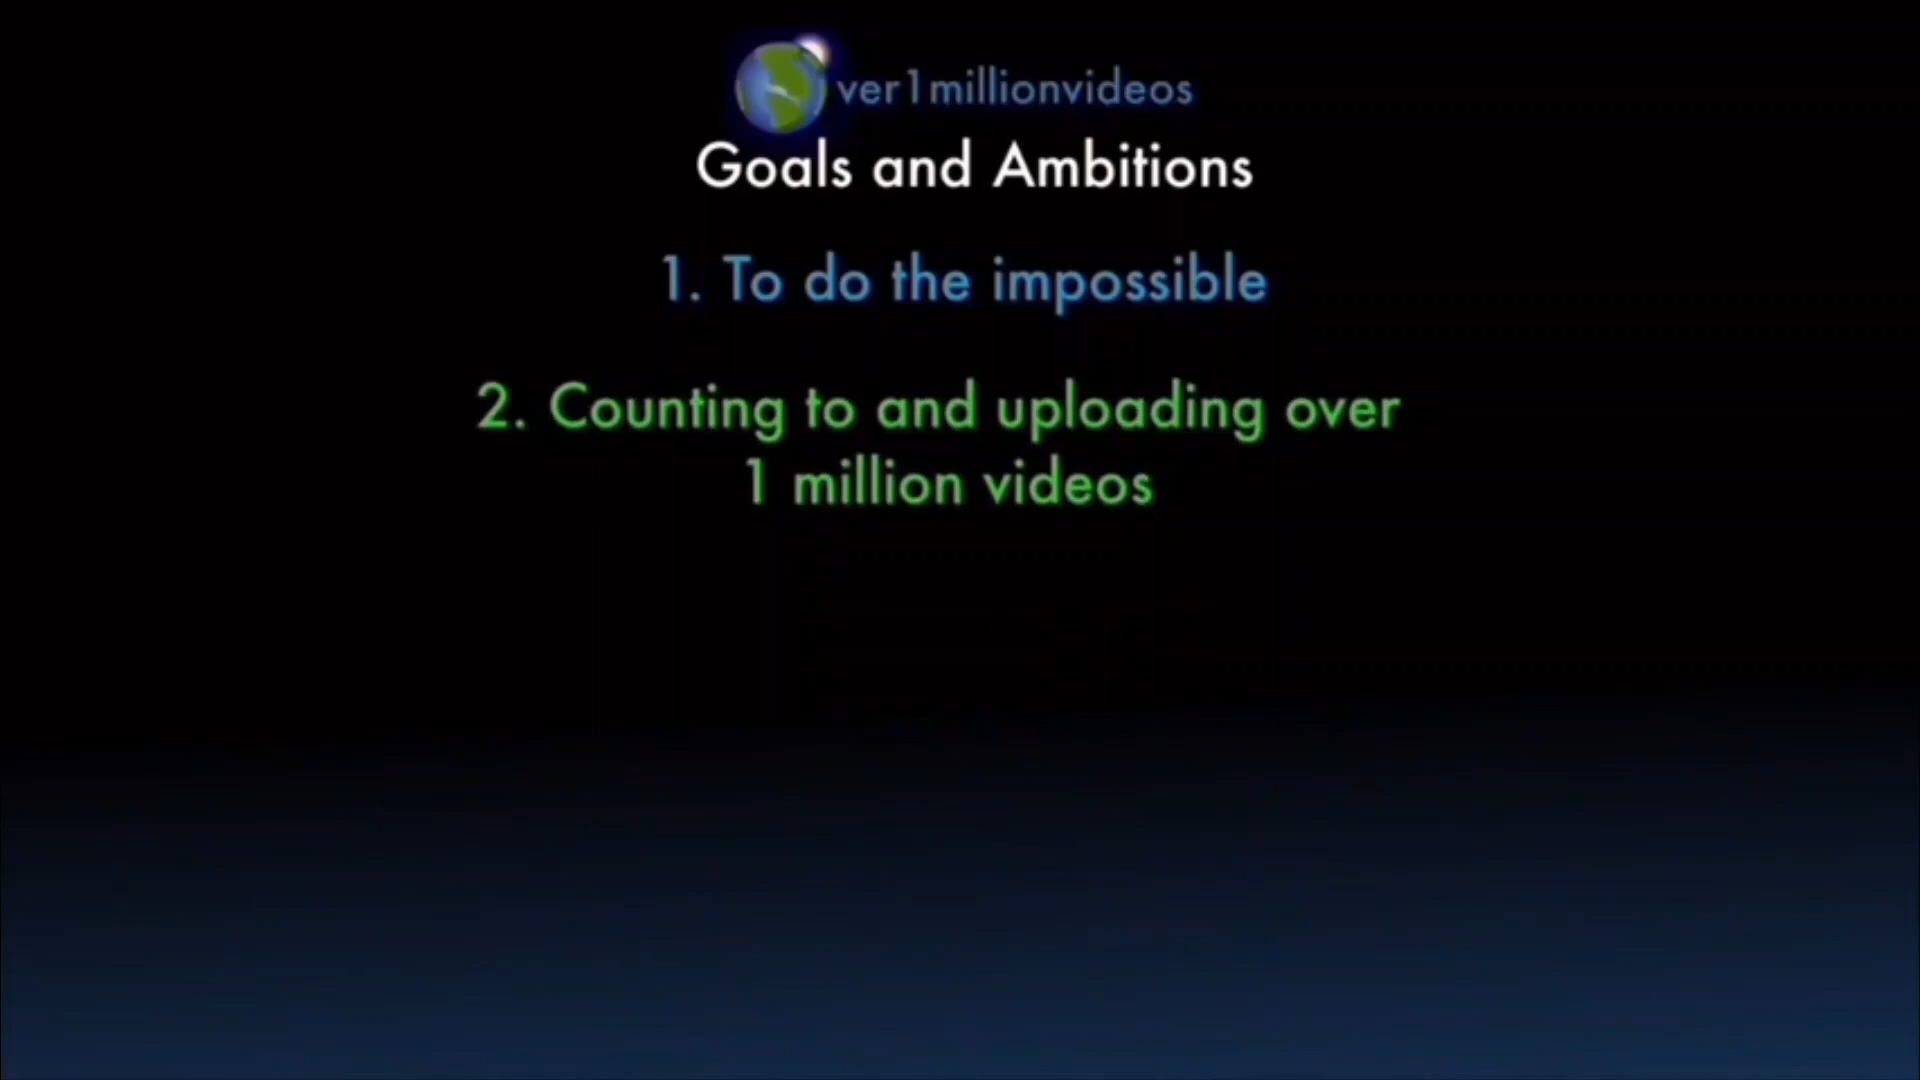 ver1millionvideos
Goals and Ambitions
1. To do the impossible
2. Counting to and uploading over
1 million videos